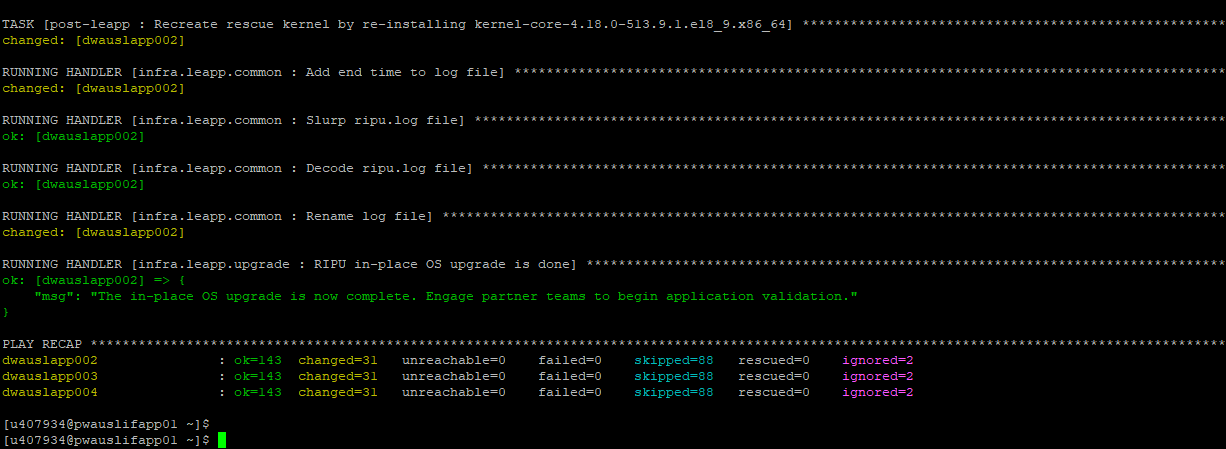 TASK [post-leapp : Recreate rescue kernel by re-installing kernel-core-4.18.0-513.9.1.el8_9.x86_64] *****************************************************
changed: [dwauslapp002]
RUNNING HANDLER [infra.leapp.common : Add end time to log file] *****************************************************************************************
changed: [dwauslapp002]
RUNNING HANDLER [infra.leapp.common : Slurp ripu.log file] **********************************************************************************************
ok: [dwauslapp002]
RUNNING HANDLER [infra.leapp.common : Decode ripu.log file] *********************************************************************************************
ok: [dwauslapp002]
RUNNING HANDLER [infra.leapp.common : Rename log file] **************************************************************************************************
changed: [dwauslapp002]
RUNNING HANDLER [infra.leapp.upgrade : RIPU in-place OS upgrade is done] ********************************************************************************
ok: [dwauslapp002] => {
    "msg": "The in-place OS upgrade is now complete. Engage partner teams to begin application validation."
}
PLAY RECAP **********************************************************************************************************************************************
dwauslapp002               : ok=143  changed=31   unreachable=0    failed=0    skipped=88   rescued=0    ignored=2
dwauslapp003               : ok=143  changed=31   unreachable=0    failed=0    skipped=88   rescued=0    ignored=2
dwauslapp004               : ok=143  changed=31   unreachable=0    failed=0    skipped=88   rescued=0    ignored=2
[u407934@pwauslifapp01 ~]$
[u407934@pwauslifapp01 ~]$